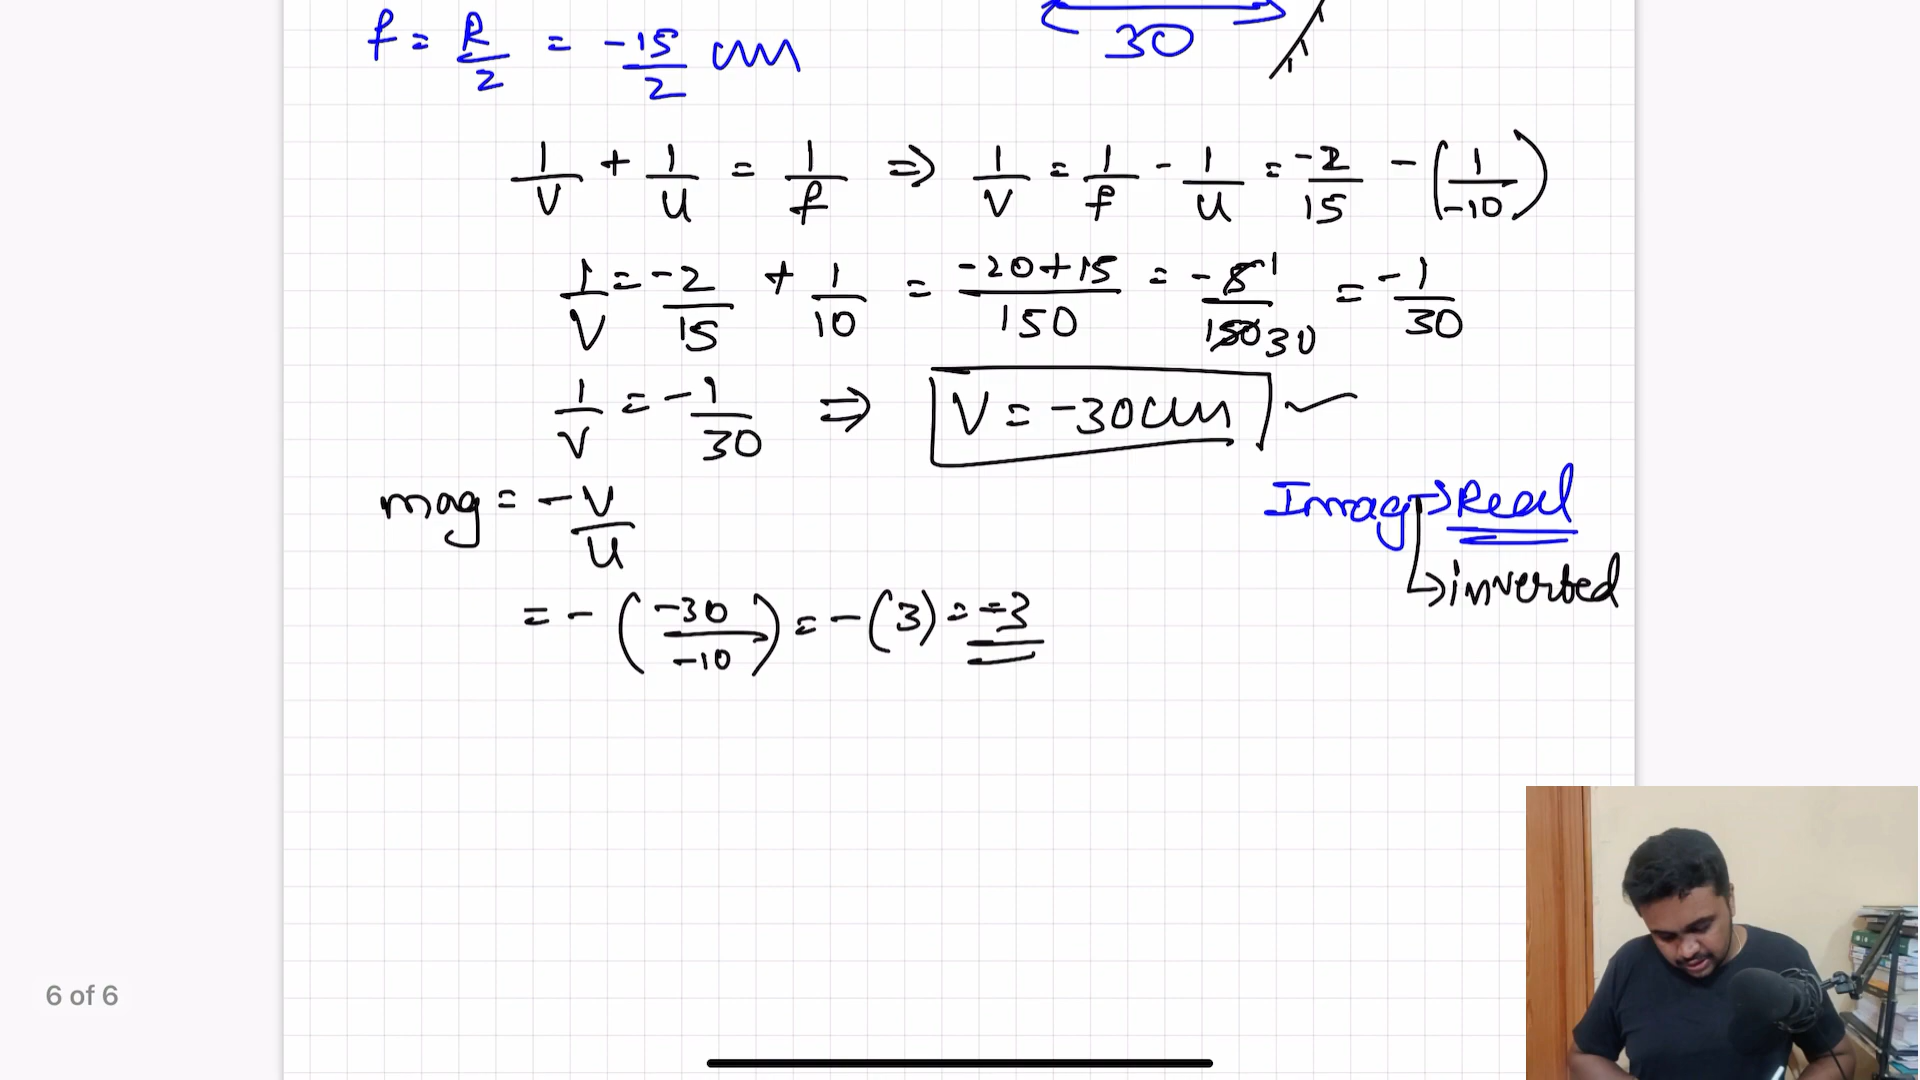 f = R/2 = -15/2 cm
30
1/v + 1/u = 1/f ⇒ 1/v = 1/f - 1/u = -2/15 - (1/-10)
1/v = -2/15 + 1/10 = -20+15/150 = -5 1/150 30 = -1/30
1/v = -1/30 ⇒ V = -30cm
mag = -v/u
Imag → Real
↳ inverted
= - (-30/-10) = -(3) = -3
6 of 6